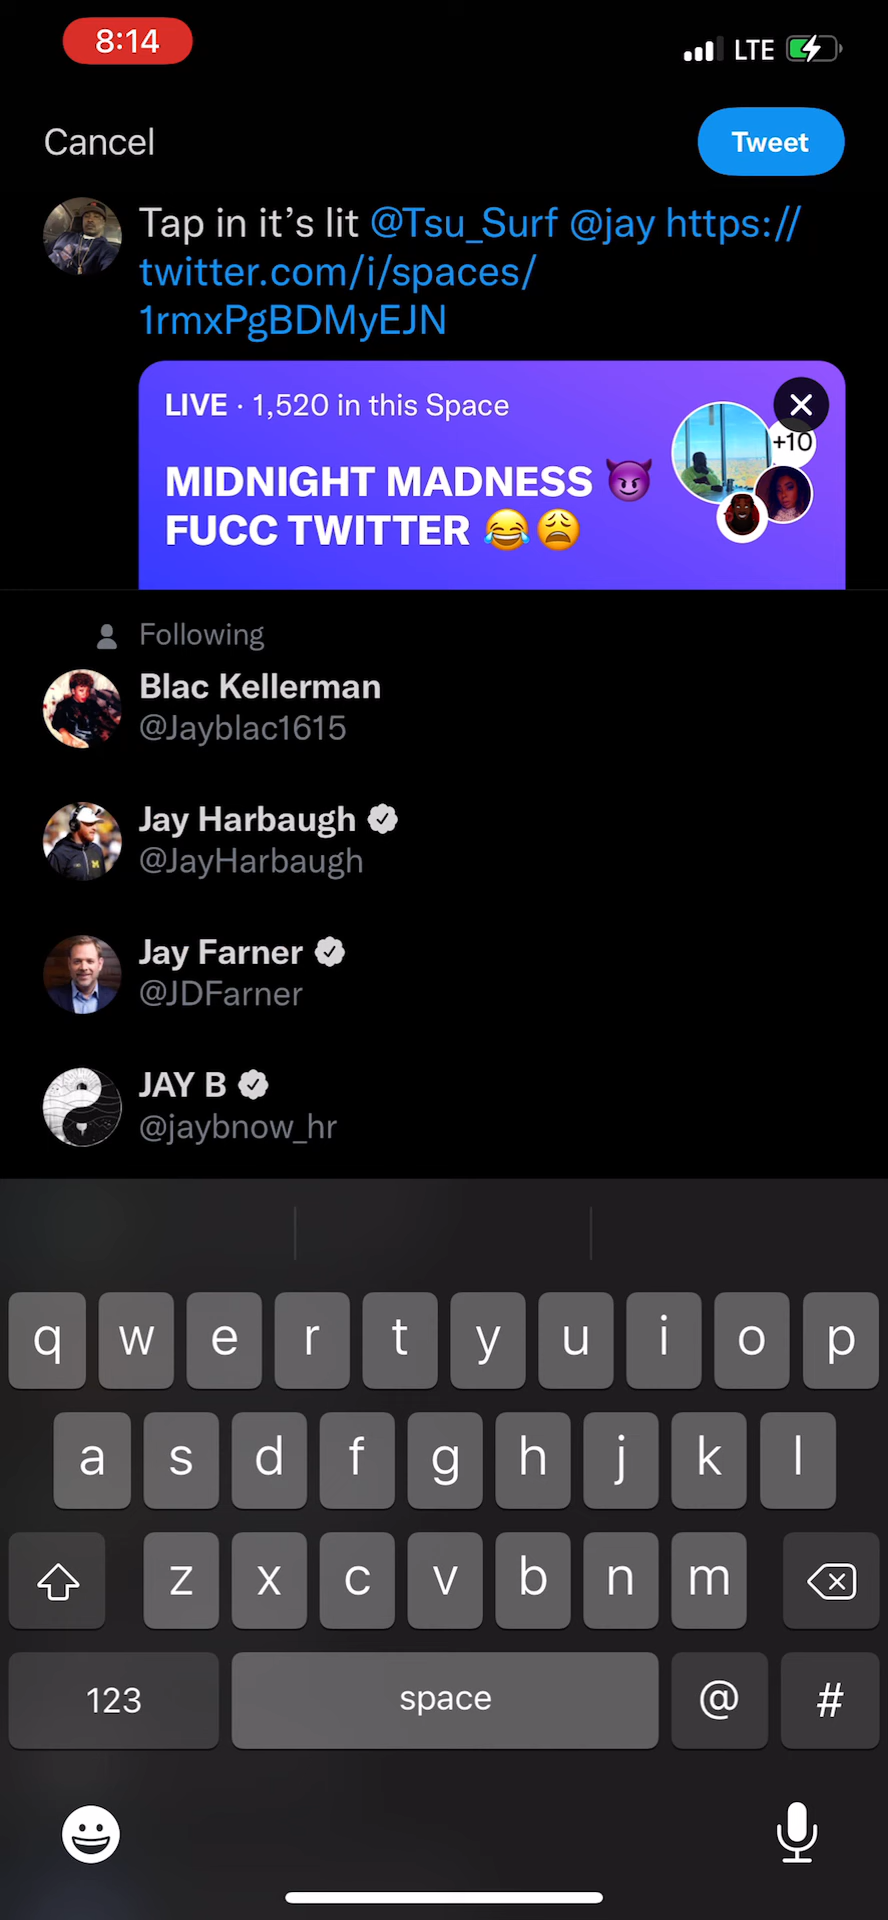 8:14
LTE
Cancel
Tweet
Tap in it’s lit @Tsu_Surf @jay https://
twitter.com/i/spaces/
1rmxPgBDMyEJN
LIVE · 1,520 in this Space
+10
MIDNIGHT MADNESS 😈
FUCC TWITTER 😂😩
Following
Blac Kellerman
@Jayblac1615
Jay Harbaugh
@JayHarbaugh
Jay Farner
@JDFarner
JAY B
@jaybnow_hr
q w e r t y u i o p
a s d f g h j k l
z x c v b n m
123 space @ #